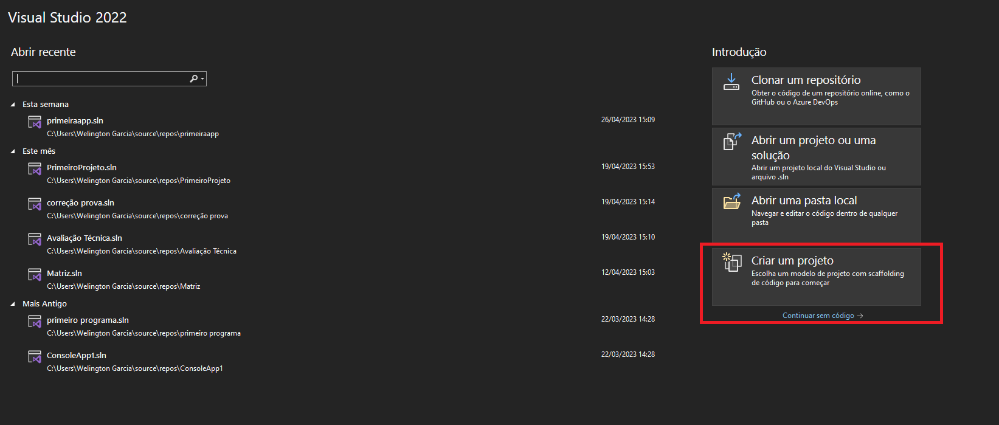 Visual Studio 2022
Abrir recente
Esta semana
primeiraapp.sln
26/04/2023 15:09
C:\Users\Welington Garcia\source\repos\primeiraapp
Este mês
PrimeiroProjeto.sln
19/04/2023 15:53
C:\Users\Welington Garcia\source\repos\PrimeiroProjeto
correção prova.sln
19/04/2023 15:14
C:\Users\Welington Garcia\source\repos\correção prova
Avaliação Técnica.sln
19/04/2023 15:10
C:\Users\Welington Garcia\source\repos\Avaliação Técnica
Matriz.sln
12/04/2023 15:03
C:\Users\Welington Garcia\source\repos\Matriz
Mais Antigo
primeiro programa.sln
22/03/2023 14:28
C:\Users\Welington Garcia\source\repos\primeiro programa
ConsoleApp1.sln
22/03/2023 14:28
C:\Users\Welington Garcia\source\repos\ConsoleApp1
Introdução
Clonar um repositório
Obter o código de um repositório online, como o
GitHub ou o Azure DevOps
Abrir um projeto ou uma
solução
Abrir um projeto local do Visual Studio ou
arquivo .sln
Abrir uma pasta local
Navegar e editar o código dentro de qualquer
pasta
Criar um projeto
Escolha um modelo de projeto com scaffolding
de código para começar
Continuar sem código →